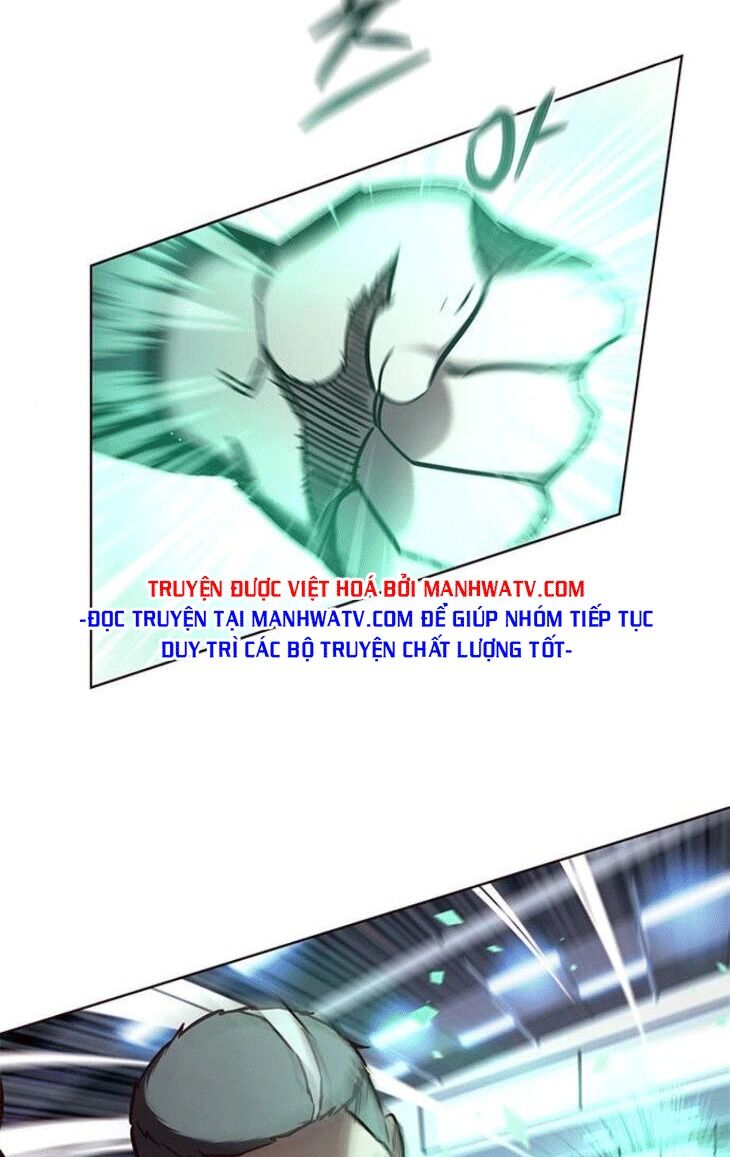 아
TRUYỆN ĐƯỢC VIỆT HOÁ BỞI MANHWATV.COM
-ĐỌC TRUYỆN TẠI MANHWATV.COM ĐỂ GIÚP NHÓM TIẾP TỤC
DUY TRÌ CÁC BỘ TRUYỆN CHẤT LƯỢNG TỐT-